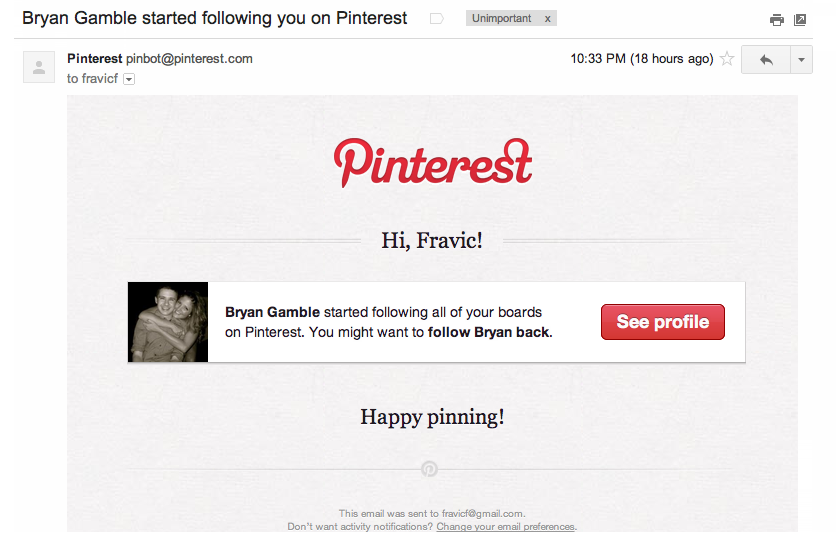 Bryan Gamble started following you on Pinterest
Unimportant x
Pinterest pinbot@pinterest.com
10:33 PM (18 hours ago)
to fravicf
Pinterest
Hi, Fravic!
Bryan Gamble started following all of your boards
on Pinterest. You might want to follow Bryan back.
See profile
Happy pinning!
This email was sent to fravicf@gmail.com.
Don't want activity notifications? Change your email preferences.